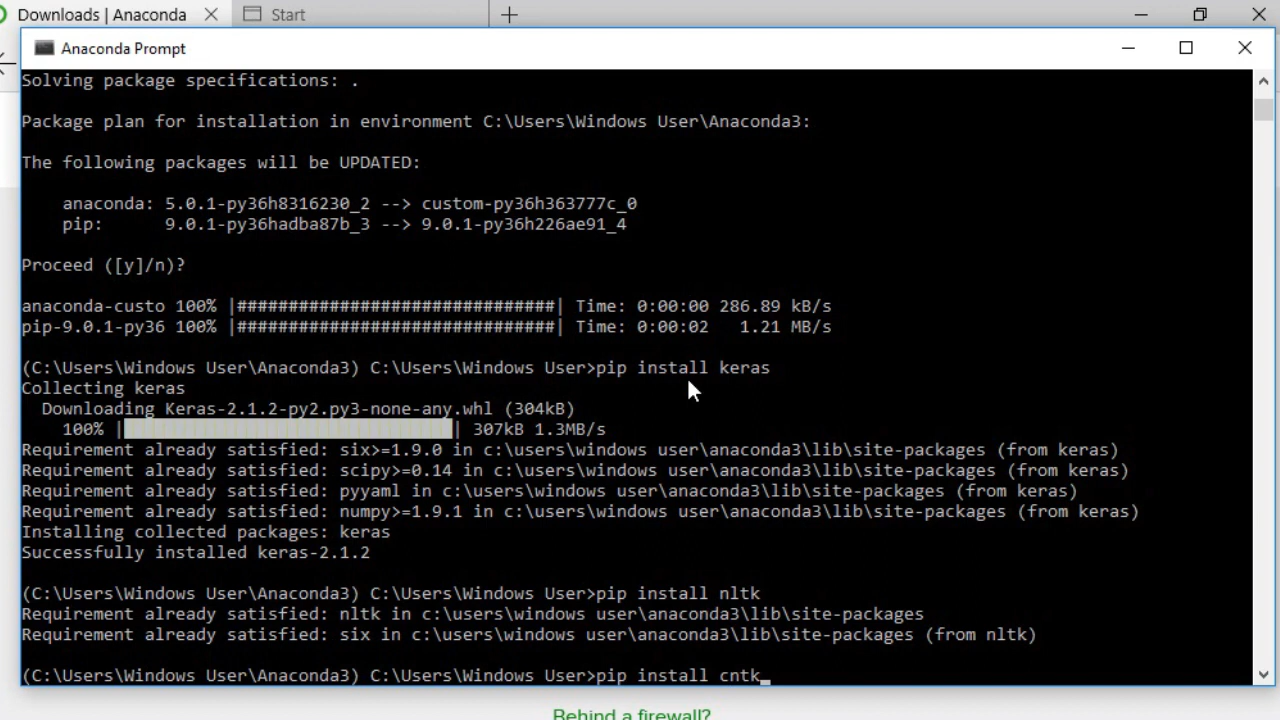 Downloads | Anaconda
Start
Anaconda Prompt
Solving package specifications: .
Package plan for installation in environment C:\Users\Windows User\Anaconda3:
The following packages will be UPDATED:
anaconda: 5.0.1-py36h8316230_2 --> custom-py36h363777c_0
pip: 9.0.1-py36hadba87b_3 --> 9.0.1-py36h226ae91_4
Proceed ([y]/n)?
anaconda-custo 100% |###############################| Time: 0:00:00 286.89 kB/s
pip-9.0.1-py36 100% |###############################| Time: 0:00:02 1.21 MB/s
(C:\Users\Windows User\Anaconda3) C:\Users\Windows User>pip install keras
Collecting keras
Downloading Keras-2.1.2-py2.py3-none-any.whl (304kB)
100% | | 307kB 1.3MB/s
Requirement already satisfied: six>=1.9.0 in c:\users\windows user\anaconda3\lib\site-packages (from keras)
Requirement already satisfied: scipy>=0.14 in c:\users\windows user\anaconda3\lib\site-packages (from keras)
Requirement already satisfied: pyyaml in c:\users\windows user\anaconda3\lib\site-packages (from keras)
Requirement already satisfied: numpy>=1.9.1 in c:\users\windows user\anaconda3\lib\site-packages (from keras)
Installing collected packages: keras
Successfully installed keras-2.1.2
(C:\Users\Windows User\Anaconda3) C:\Users\Windows User>pip install nltk
Requirement already satisfied: nltk in c:\users\windows user\anaconda3\lib\site-packages
Requirement already satisfied: six in c:\users\windows user\anaconda3\lib\site-packages (from nltk)
(C:\Users\Windows User\Anaconda3) C:\Users\Windows User>pip install cntk
Behind a firewall?